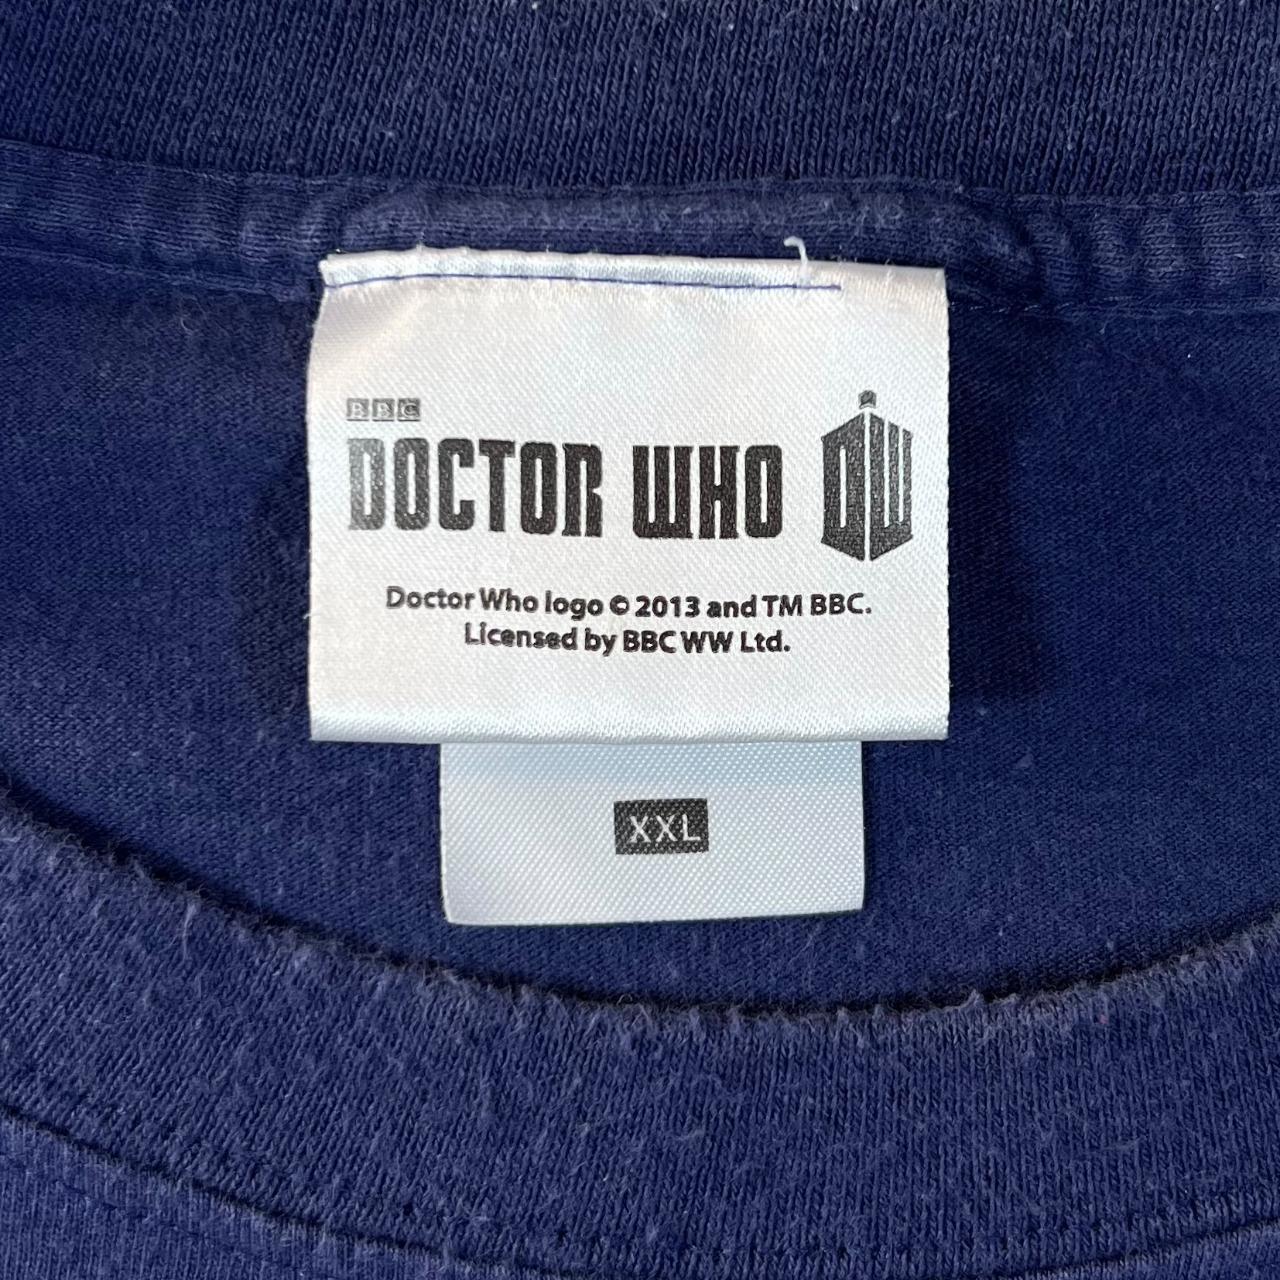 BBC
DOCTOR WHO DW
Doctor Who logo © 2013 and TM BBC.
Licensed by BBC WW Ltd.
XXL